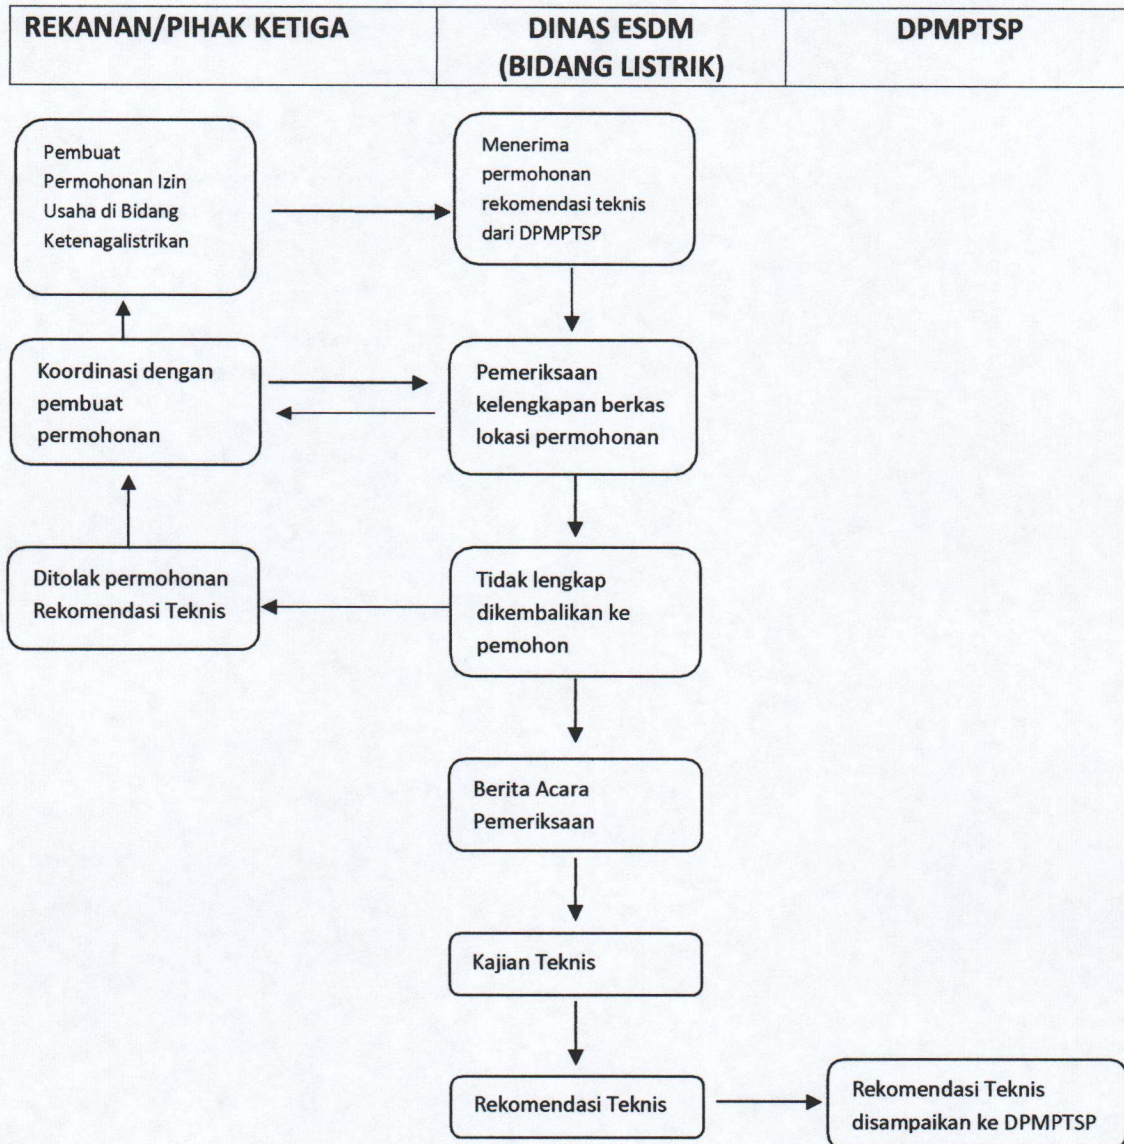 REKANAN/PIHAK KETIGA
DINAS ESDM
(BIDANG LISTRIK)
DPMPTSP
Pembuat
Permohonan Izin
Usaha di Bidang
Ketenagalistrikan
Menerima
permohonan
rekomendasi teknis
dari DPMPTSP
Koordinasi dengan
pembuat
permohonan
Pemeriksaan
kelengkapan berkas
lokasi permohonan
Ditolak permohonan
Rekomendasi Teknis
Tidak lengkap
dikembalikan ke
pemohon
Berita Acara
Pemeriksaan
Kajian Teknis
Rekomendasi Teknis
Rekomendasi Teknis
disampaikan ke DPMPTSP